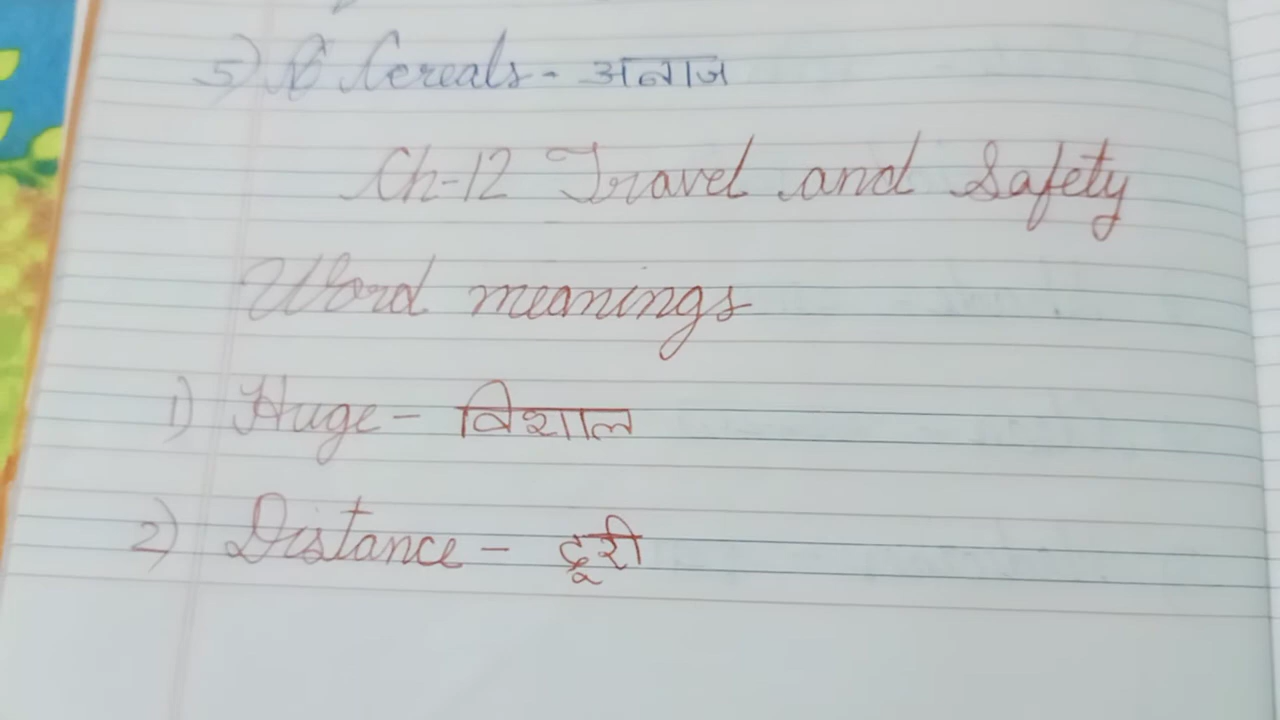 5) Cereals - अनाज
Ch-12 Travel and Safety
Word meanings
1) Huge - विशाल
2) Distance - दूरी